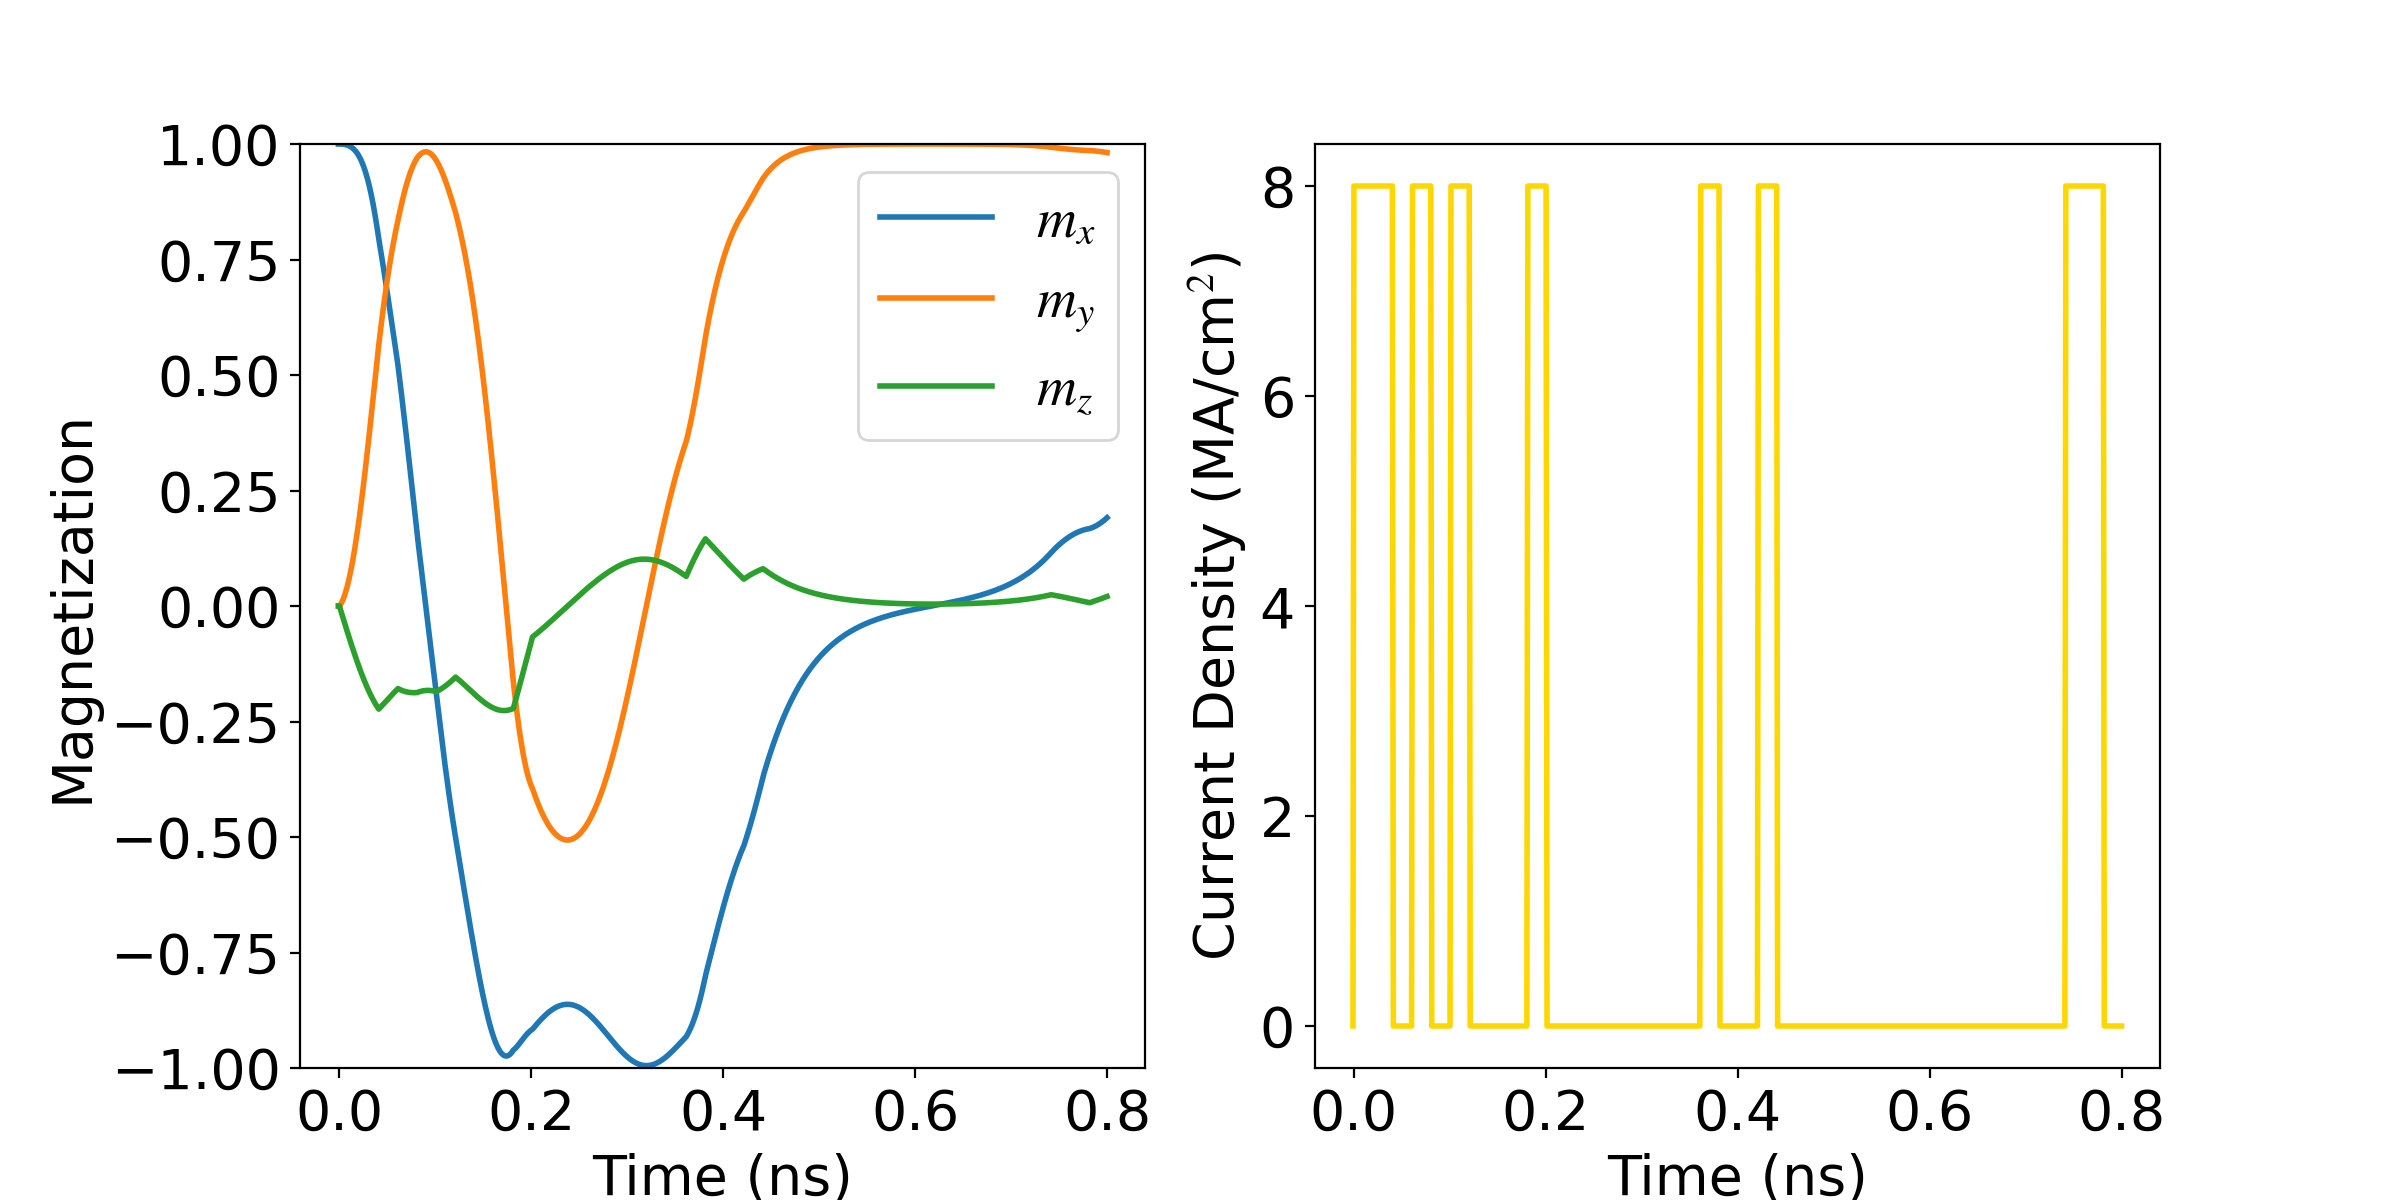 Magnetization
1.00
0.75
0.50
0.25
0.00
−0.25
−0.50
−0.75
−1.00
0.0 0.2 0.4 0.6 0.8
Time (ns)
m_x
m_y
m_z
Current Density (MA/cm²)
8
6
4
2
0
0.0 0.2 0.4 0.6 0.8
Time (ns)